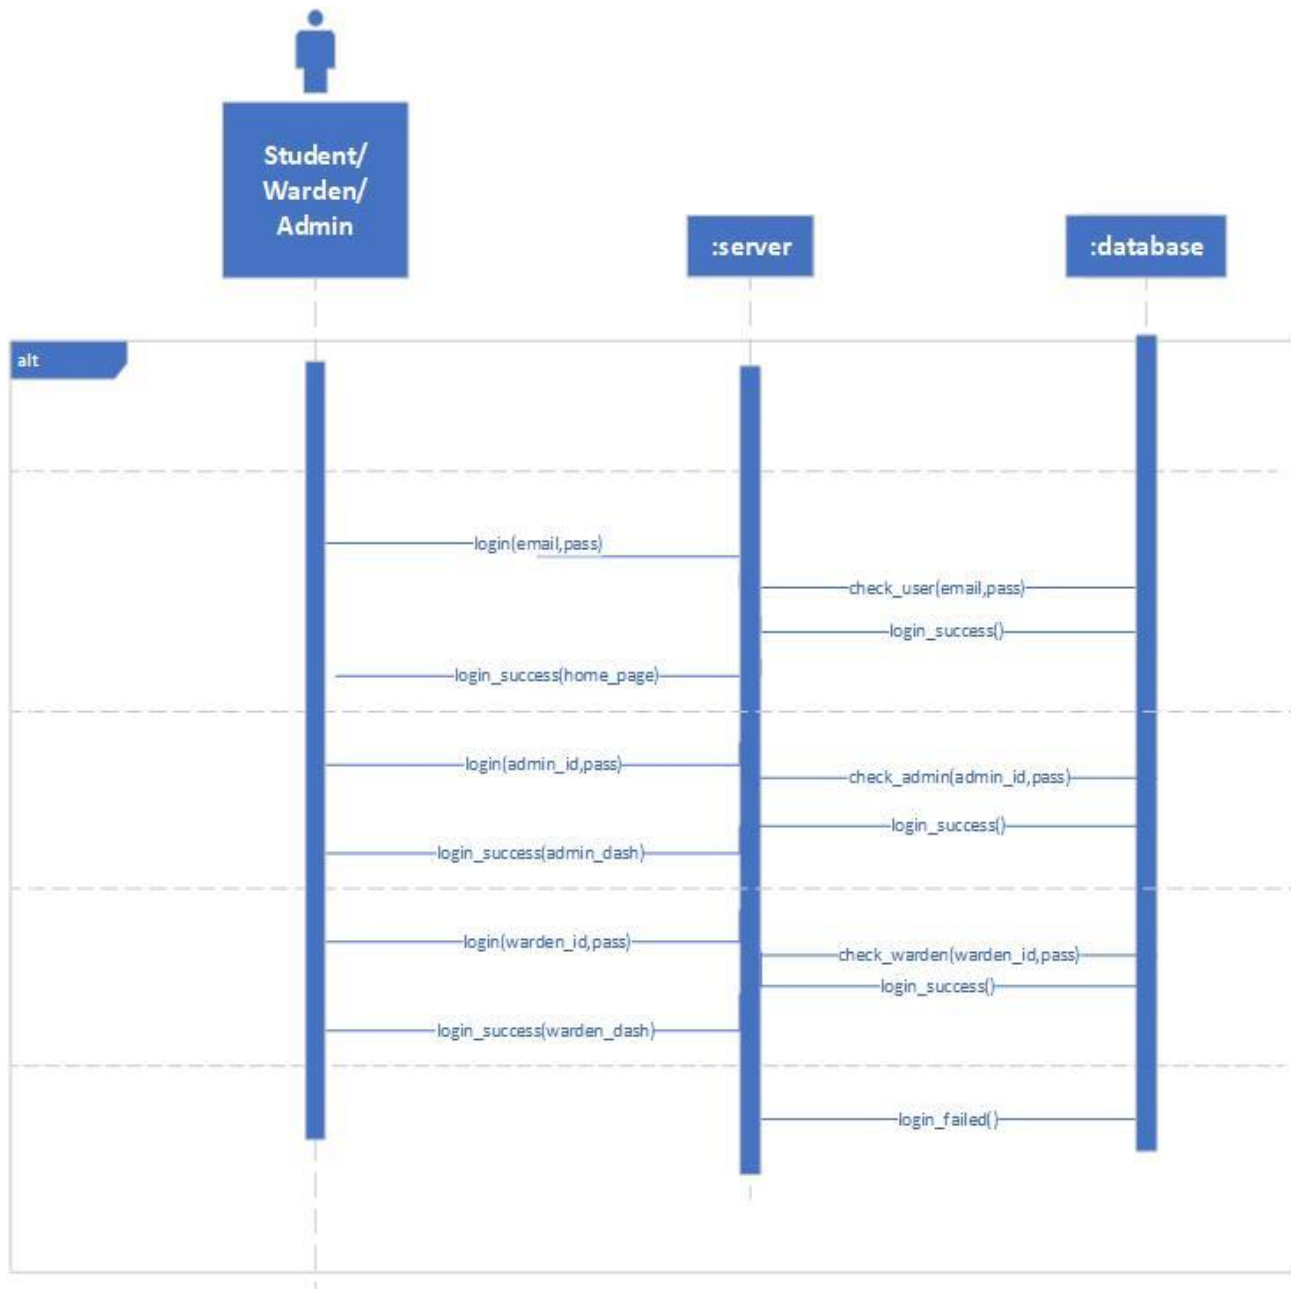 Student/
Warden/
Admin
:server
:database
alt
login(email,pass)
check_user(email,pass)
login_success()
login_success(home_page)
login(admin_id,pass)
check_admin(admin_id,pass)
login_success()
login_success(admin_dash)
login(warden_id,pass)
check_warden(warden_id,pass)
login_success()
login_success(warden_dash)
login_failed()